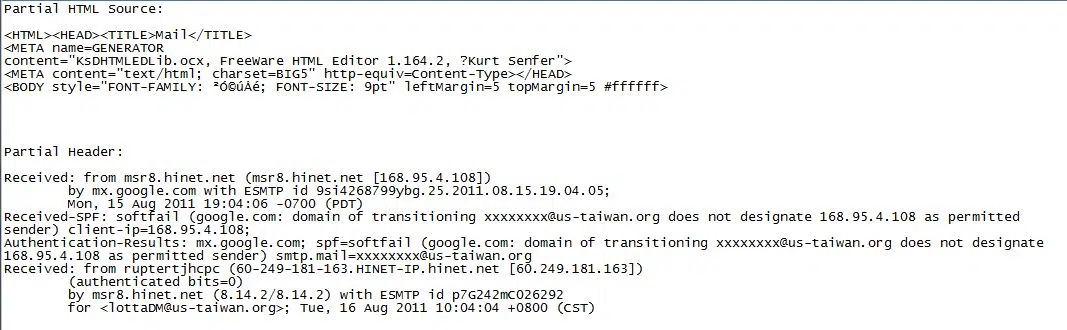 Partial HTML Source:
<HTML><HEAD><TITLE>Mail</TITLE>
<META name=GENERATOR
content="KsDHTMLEDLib.ocx, FreeWare HTML Editor 1.164.2, ?Kurt Senfer">
<META content="text/html; charset=BIG5" http-equiv=Content-Type></HEAD>
<BODY style="FONT-FAMILY: ²Ó©úÅé; FONT-SIZE: 9pt" leftMargin=5 topMargin=5 #ffffff>
Partial Header:
Received: from msr8.hinet.net (msr8.hinet.net [168.95.4.108])
by mx.google.com with ESMTP id 9si4268799ybg.25.2011.08.15.19.04.05;
Mon, 15 Aug 2011 19:04:06 -0700 (PDT)
Received-SPF: softfail (google.com: domain of transitioning xxxxxxxx@us-taiwan.org does not designate 168.95.4.108 as permitted
sender) client-ip=168.95.4.108;
Authentication-Results: mx.google.com; spf=softfail (google.com: domain of transitioning xxxxxxxx@us-taiwan.org does not designate
168.95.4.108 as permitted sender) smtp.mail=xxxxxxxx@us-taiwan.org
Received: from ruptertjhcpc (60-249-181-163.HINET-IP.hinet.net [60.249.181.163])
(authenticated bits=0)
by msr8.hinet.net (8.14.2/8.14.2) with ESMTP id p7G242mC026292
for <lottaDM@us-taiwan.org>; Tue, 16 Aug 2011 10:04:04 +0800 (CST)